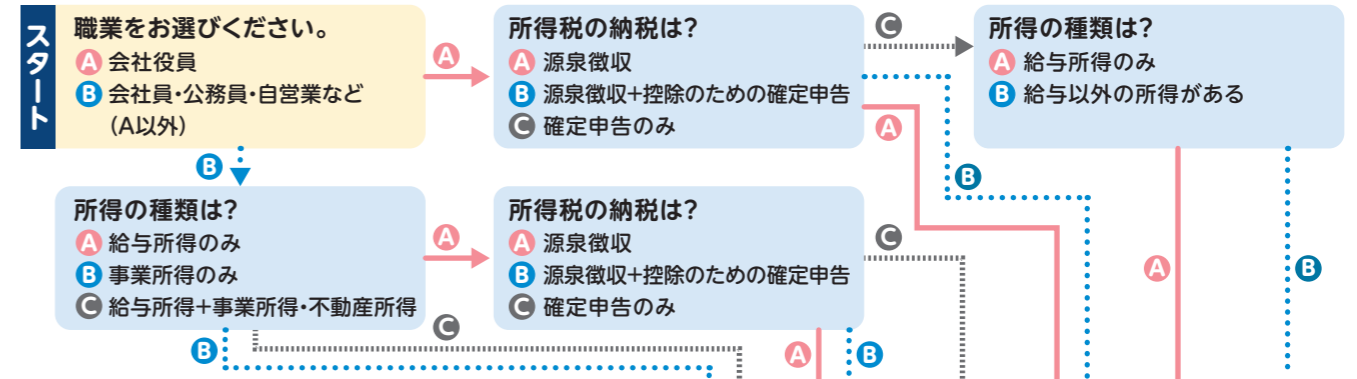 スタート
職業をお選びください。
A 会社役員
B 会社員・公務員・自営業など
(A以外)
A
所得税の納税は?
A 源泉徴収
B 源泉徴収+控除のための確定申告
C 確定申告のみ
C
所得の種類は?
A 給与所得のみ
B 給与以外の所得がある
A
B
B
所得の種類は?
A 給与所得のみ
B 事業所得のみ
C 給与所得+事業所得・不動産所得
A
所得税の納税は?
A 源泉徴収
B 源泉徴収+控除のための確定申告
C 確定申告のみ
C
A
B
B
C
A
B